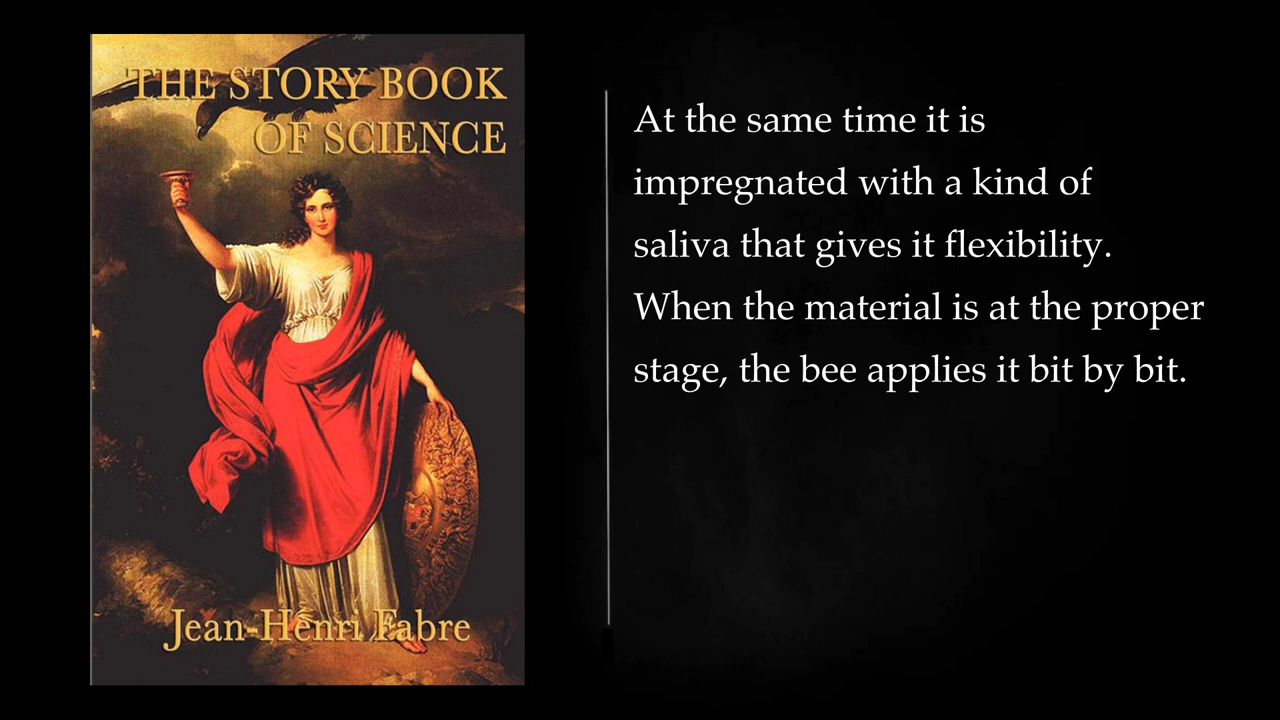 THE STORY BOOK
OF SCIENCE
Jean-Henri Fabre
At the same time it is
impregnated with a kind of
saliva that gives it flexibility.
When the material is at the proper
stage, the bee applies it bit by bit.